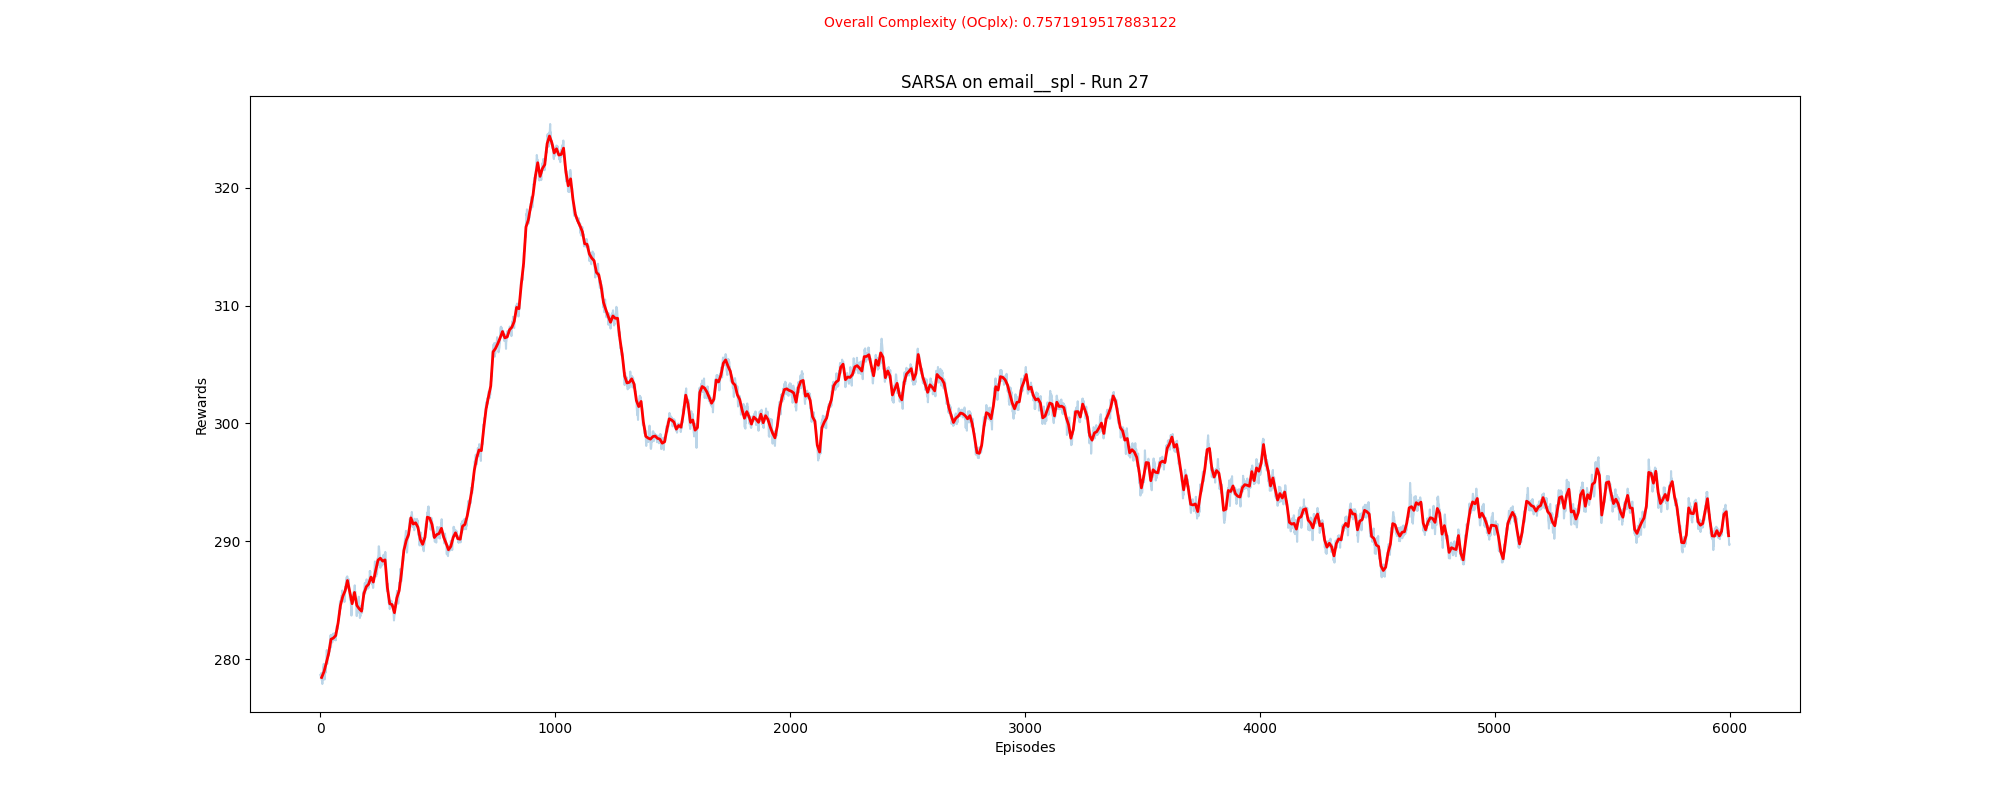 Overall Complexity (OCplx): 0.7571919517883122
SARSA on email__spl - Run 27
Rewards
320
310
300
290
280
0 1000 2000 3000 4000 5000 6000
Episodes